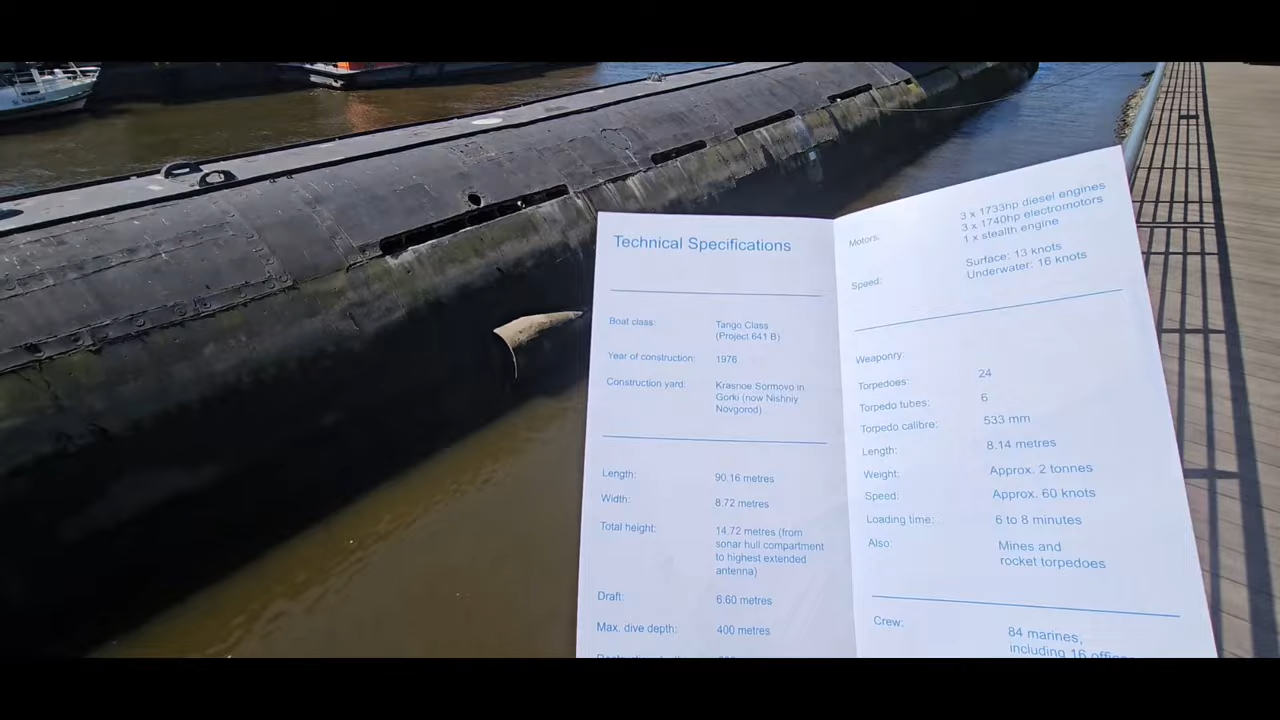 Technical Specifications
Boat class: Tango Class
(Project 641 B)
Year of construction: 1976
Construction yard: Krasnoe Sormovo in
Gorki (now Nishniy
Novgorod)
Length: 90.16 metres
Width: 8.72 metres
Total height: 14.72 metres (from
sonar hull compartment
to highest extended
antenna)
Draft: 6.60 metres
Max. dive depth: 400 metres
Motors: 3 x 1733hp diesel engines
3 x 1740hp electromotors
1 x stealth engine
Speed: Surface: 13 knots
Underwater: 16 knots
Weaponry:
Torpedoes: 24
Torpedo tubes: 6
Torpedo calibre: 533 mm
Length: 8.14 metres
Weight: Approx. 2 tonnes
Speed: Approx. 60 knots
Loading time: 6 to 8 minutes
Also: Mines and
rocket torpedoes
Crew: 84 marines,
including 16